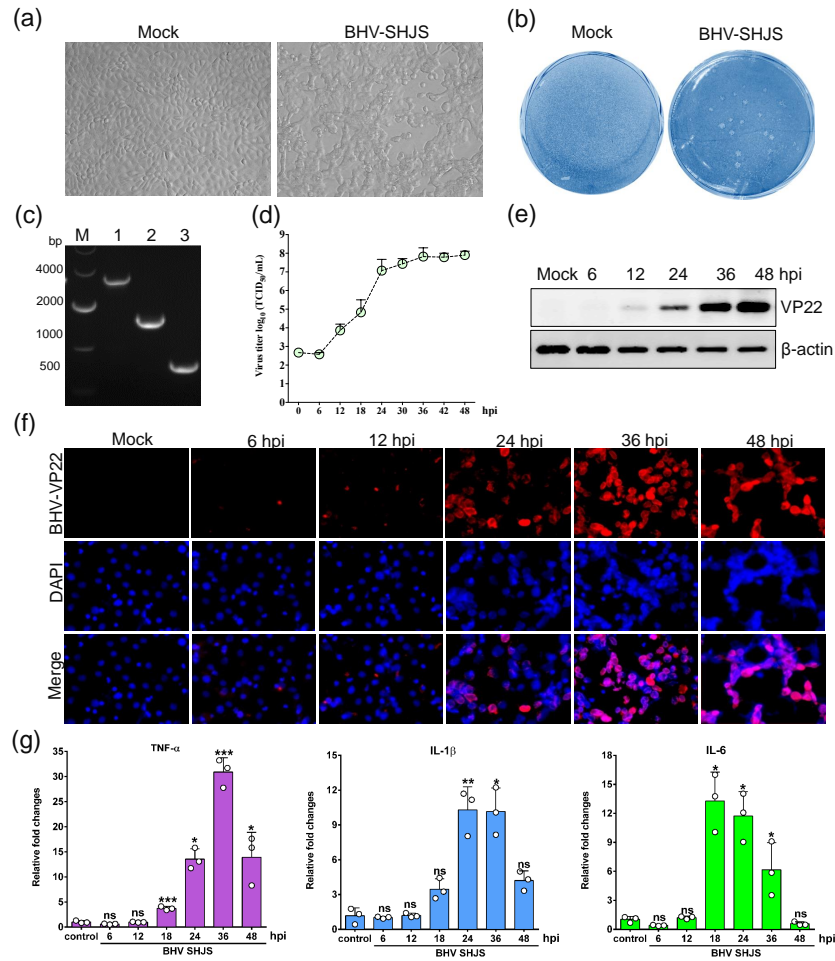 (a)
Mock
BHV-SHJS
(b)
Mock
BHV-SHJS
(c)
bp
M 1 2 3
4000
2000
1000
500
(d)
Virus titer log10 (TCID50/mL)
9
8
7
6
5
4
3
2
1
0
0 6 12 18 24 30 36 42 48 hpi
(e)
Mock 6 12 24 36 48 hpi
VP22
β-actin
(f)
Mock 6 hpi 12 hpi 24 hpi 36 hpi 48 hpi
BHV-VP22
DAPI
Merge
(g)
TNF-α
Relative fold changes
35
30
25
20
15
10
5
0
ns ns *** * *** *
control 6 12 18 24 36 48 hpi
BHV SHJS
IL-1β
Relative fold changes
15
12
9
6
3
0
ns ns ns ** * ns
control 6 12 18 24 36 48 hpi
BHV SHJS
IL-6
Relative fold changes
18
15
12
9
6
3
0
ns ns * * * ns
control 6 12 18 24 36 48 hpi
BHV SHJS